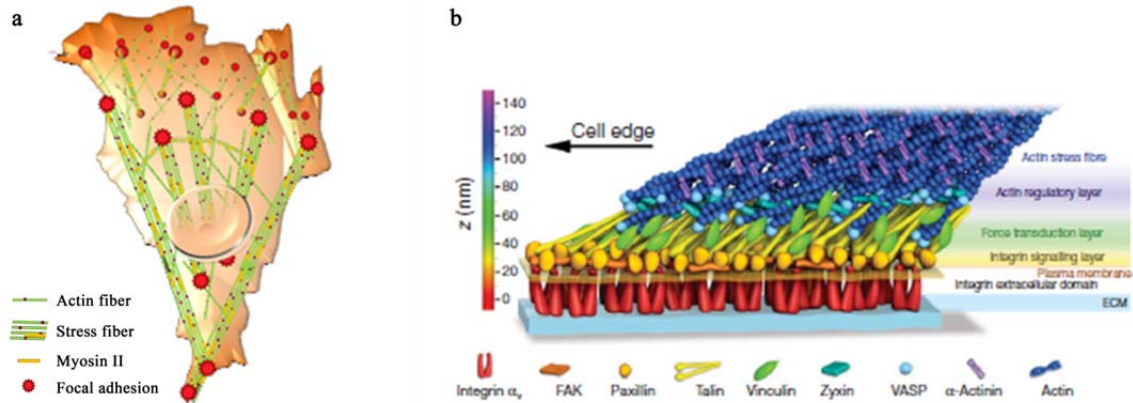 a
Actin fiber
Stress fiber
Myosin II
Focal adhesion
b
140
120
100
80
60
40
20
0
z (nm)
Cell edge
Actin stress fibre
Actin regulatory layer
Force transduction layer
Integrin signalling layer
Plasma membrane
Integrin extracellular domain
ECM
Integrin αv FAK Paxillin Talin Vinculin Zyxin VASP α-Actinin Actin